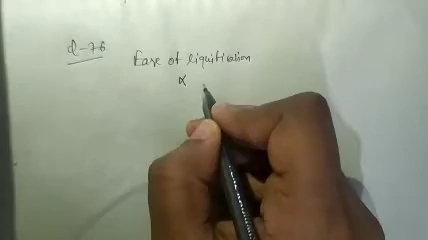 Q-76
Ease of liquification
∝